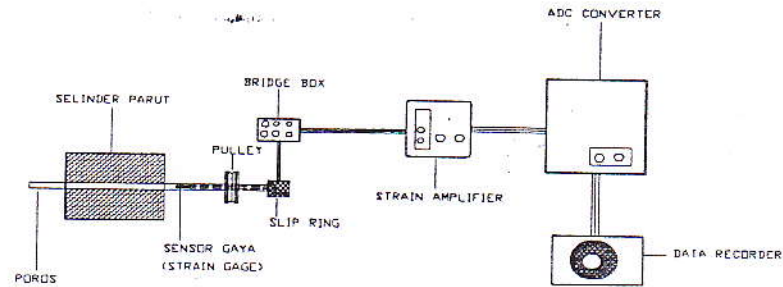 ADC CONVERTER
BRIDGE BOX
SELINDER PARUT
PULLEY
STRAIN AMPLIFIER
SLIP RING
SENSOR GAYA
(STRAIN GAGE)
DATA RECORDER
POROS